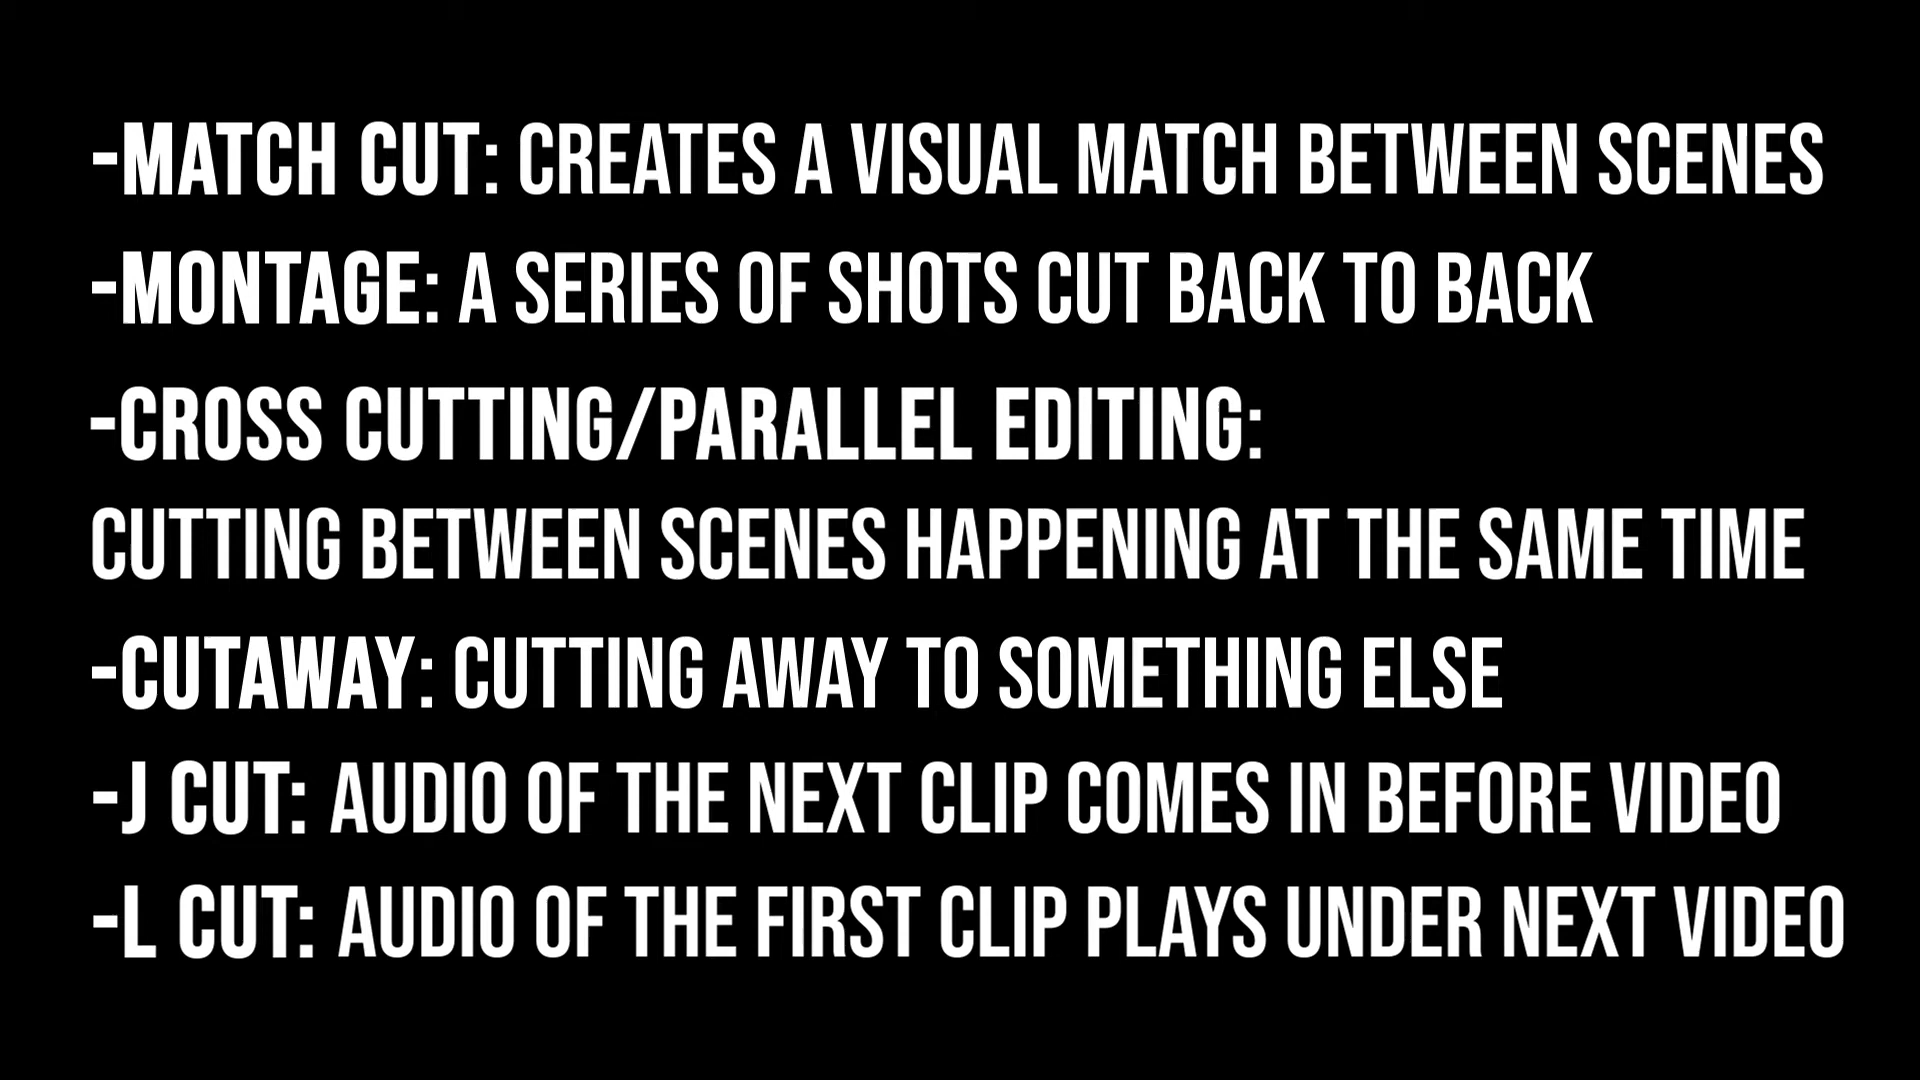 -MATCH CUT: CREATES A VISUAL MATCH BETWEEN SCENES
-MONTAGE: A SERIES OF SHOTS CUT BACK TO BACK
-CROSS CUTTING/PARALLEL EDITING:
CUTTING BETWEEN SCENES HAPPENING AT THE SAME TIME
-CUTAWAY: CUTTING AWAY TO SOMETHING ELSE
-J CUT: AUDIO OF THE NEXT CLIP COMES IN BEFORE VIDEO
-L CUT: AUDIO OF THE FIRST CLIP PLAYS UNDER NEXT VIDEO